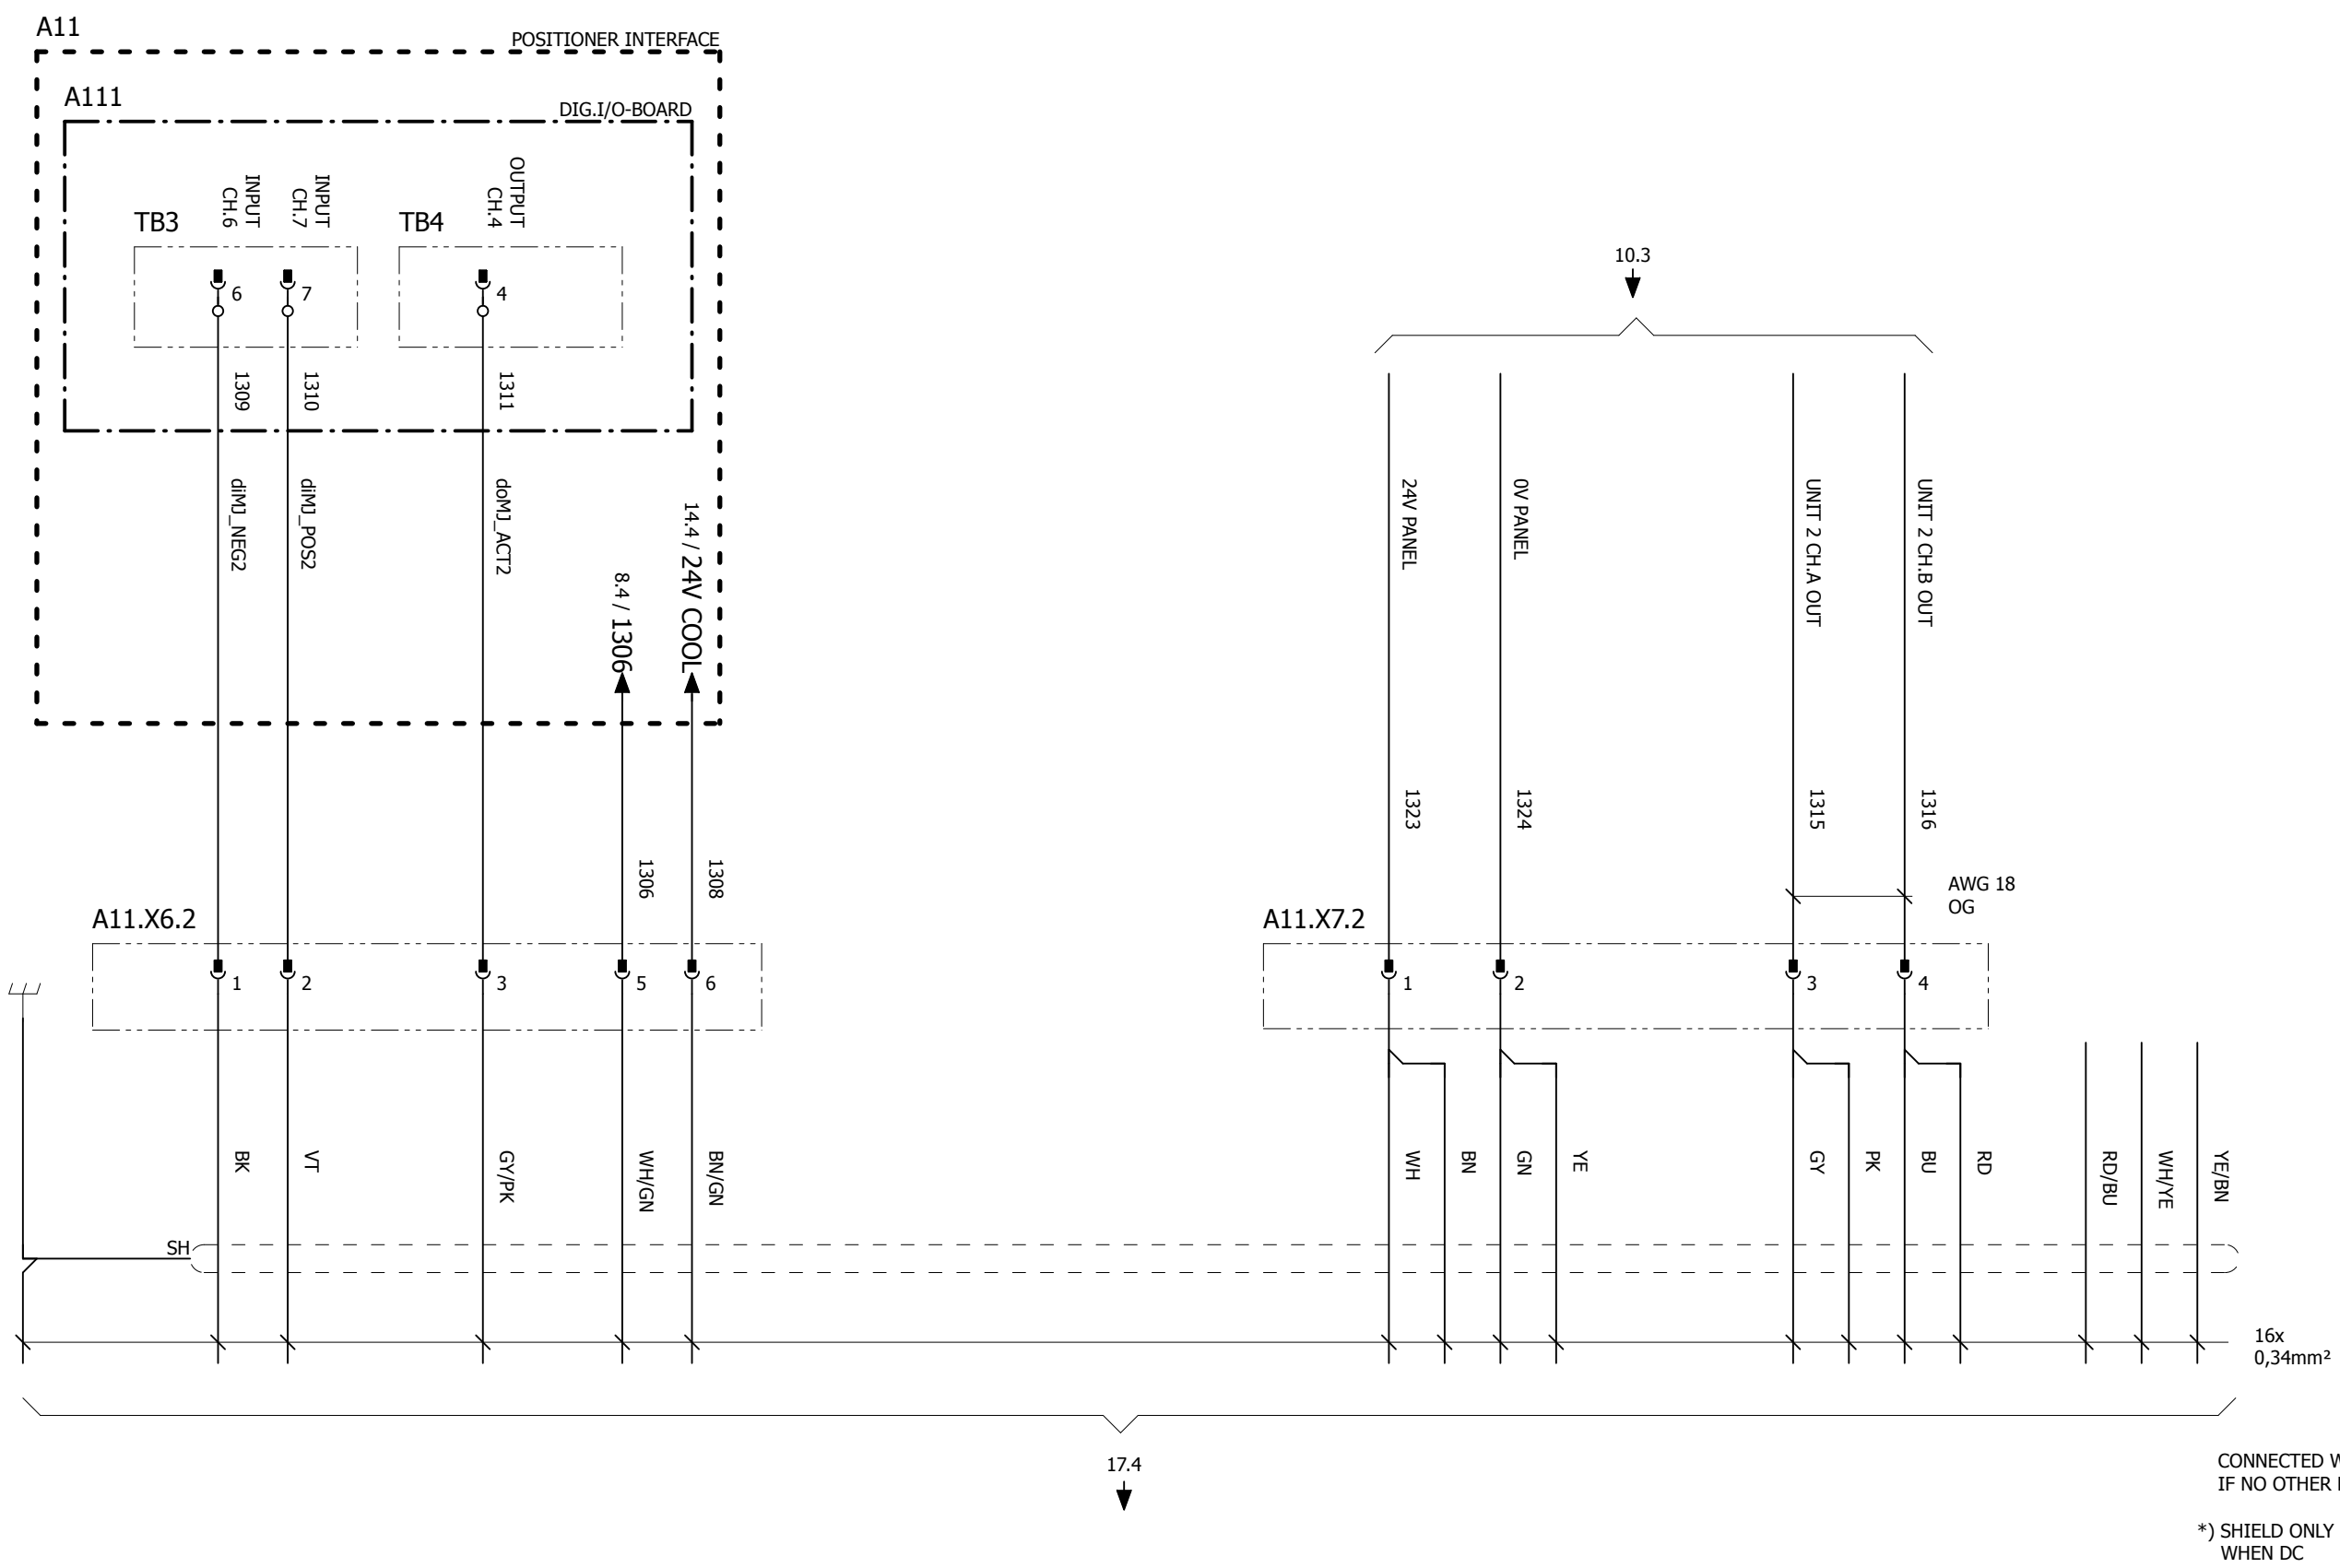 A11
POSITIONER INTERFACE
A111
DIG.I/O-BOARD
TB3
INPUT
CH.6
INPUT
CH.7
TB4
OUTPUT
CH.4
6
7
4
1309
1310
1311
diMJ_NEG2
diMJ_POS2
doMJ_ACT2
8.4 / 1306
14.4 / 24V COOL
1306
1308
A11.X6.2
1
2
3
5
6
BK
VT
GY/PK
WH/GN
BN/GN
SH
10.3
24V PANEL
0V PANEL
UNIT 2 CH.A OUT
UNIT 2 CH.B OUT
1323
1324
1315
1316
AWG 18
OG
A11.X7.2
1
2
3
4
WH
BN
GN
YE
GY
PK
BU
RD
RD/BU
WH/YE
YE/BN
16x
0,34mm²
17.4
CONNECTED
IF NO OTHER
*) SHIELD ONLY
WHEN DC